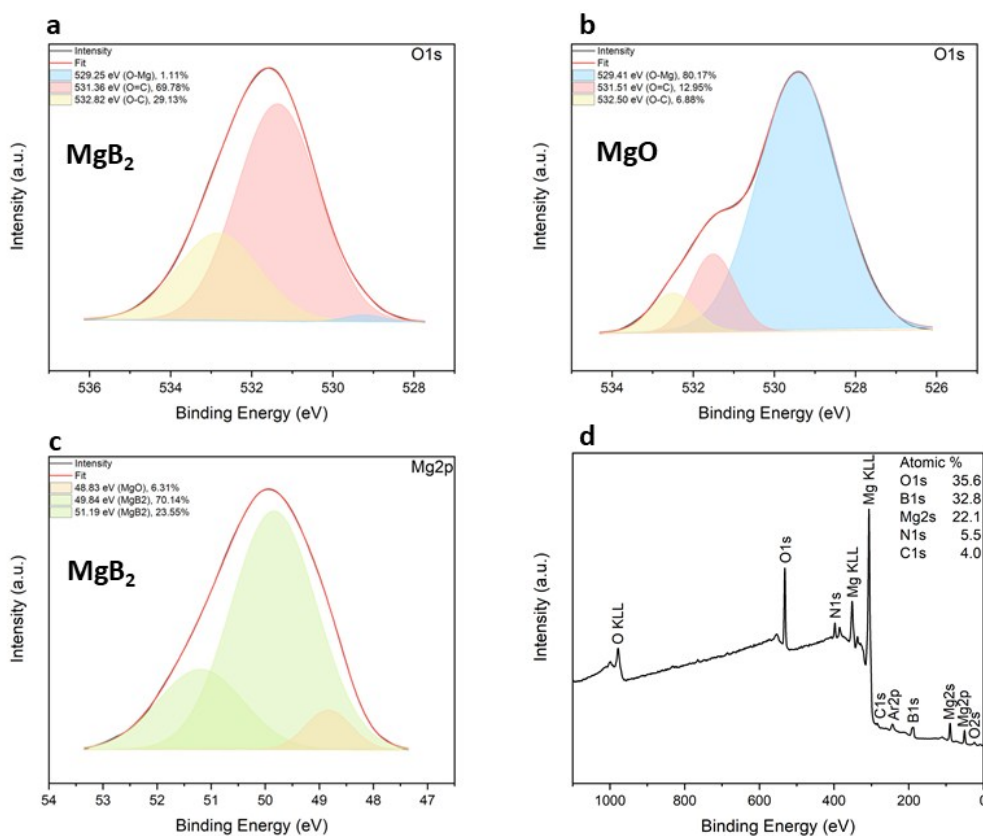 a
O1s
Intensity
Fit
529.25 eV (O-Mg), 1.11%
531.36 eV (O=C), 69.78%
532.82 eV (O-C), 29.13%
MgB2
Intensity (a.u.)
536 534 532 530 528
Binding Energy (eV)
b
O1s
Intensity
Fit
529.41 eV (O-Mg), 80.17%
531.51 eV (O=C), 12.95%
532.50 eV (O-C), 6.88%
MgO
Intensity (a.u.)
534 532 530 528 526
Binding Energy (eV)
c
Mg2p
Intensity
Fit
48.83 eV (MgO), 6.31%
49.84 eV (MgB2), 70.14%
51.19 eV (MgB2), 23.55%
MgB2
Intensity (a.u.)
54 53 52 51 50 49 48 47
Binding Energy (eV)
d
Atomic %
O1s 35.6
B1s 32.8
Mg2s 22.1
N1s 5.5
C1s 4.0
O KLL
O1s
N1s
Mg KLL
Mg KLL
C1s
Ar2p
B1s
Mg2s
Mg2p
O2s
Intensity (a.u.)
1000 800 600 400 200 0
Binding Energy (eV)